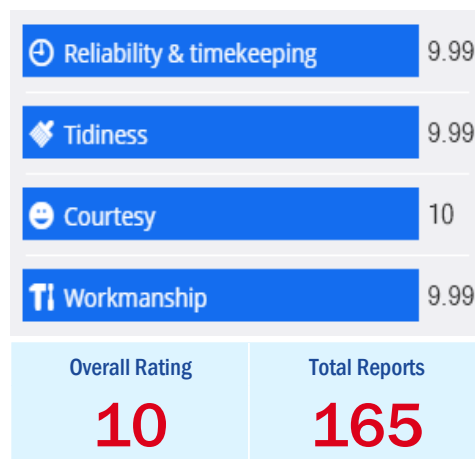 Reliability & timekeeping 9.99
Tidiness 9.99
Courtesy 10
Workmanship 9.99
Overall Rating Total Reports
10 165